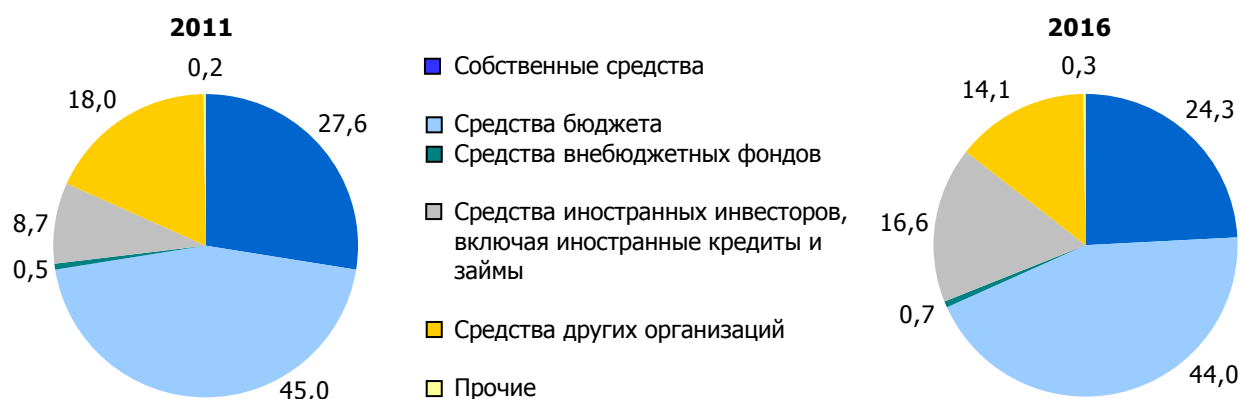 2011
0,2
18,0
27,6
8,7
0,5
45,0
Собственные средства
Средства бюджета
Средства внебюджетных фондов
Средства иностранных инвесторов,
включая иностранные кредиты и
займы
Средства других организаций
Прочие
2016
0,3
14,1
24,3
16,6
0,7
44,0